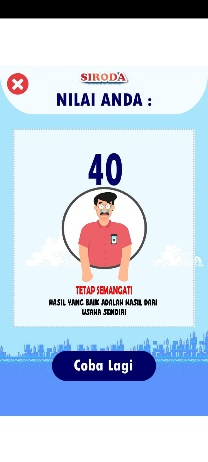 SIRODA
NILAI ANDA :
40
TETAP SEMANGAT!
HASIL YANG BAIK ADALAH HASIL DARI
USAHA SENDIRI
Coba Lagi